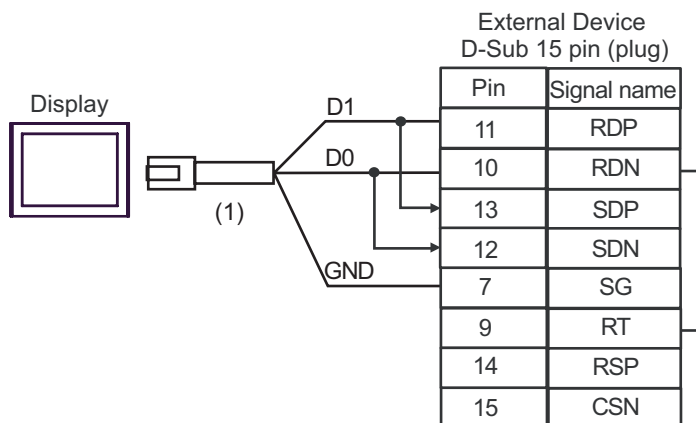 External Device
D-Sub 15 pin (plug)
Pin Signal name
Display
D1
11 RDP
D0
10 RDN
(1)
13 SDP
12 SDN
GND
7 SG
9 RT
14 RSP
15 CSN